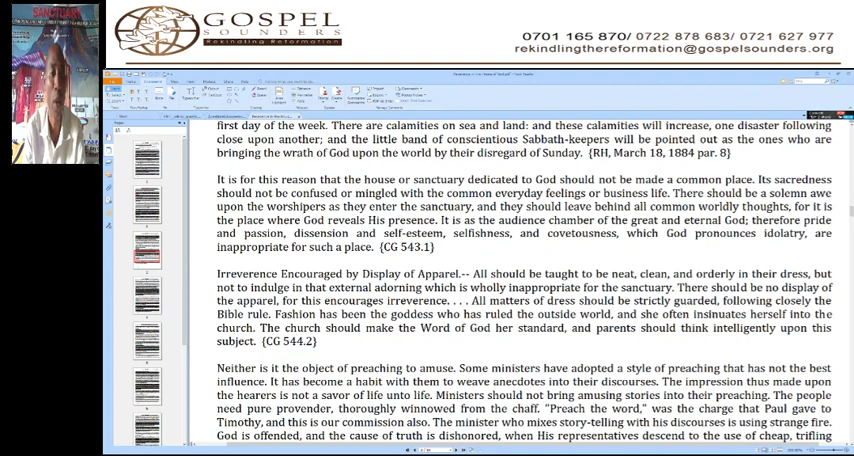 SANCTUARY
GOSPEL
SOUNDERS
Rekindling Reformation
0701 165 870/ 0722 878 683/ 0721 627 977
rekindlingthereformation@gospelsounders.org
first day of the week. There are calamities on sea and land: and these calamities will increase, one disaster following
close upon another; and the little band of conscientious Sabbath-keepers will be pointed out as the ones who are
bringing the wrath of God upon the world by their disregard of Sunday. {RH, March 18, 1884 par. 8}
It is for this reason that the house or sanctuary dedicated to God should not be made a common place. Its sacredness
should not be confused or mingled with the common everyday feelings or business life. There should be a solemn awe
upon the worshipers as they enter the sanctuary, and they should leave behind all common worldly thoughts, for it is
the place where God reveals His presence. It is as the audience chamber of the great and eternal God; therefore pride
and passion, dissension and self-esteem, selfishness, and covetousness, which God pronounces idolatry, are
inappropriate for such a place. {CG 543.1}
Irreverence Encouraged by Display of Apparel.-- All should be taught to be neat, clean, and orderly in their dress, but
not to indulge in that external adorning which is wholly inappropriate for the sanctuary. There should be no display of
the apparel, for this encourages irreverence. . . . All matters of dress should be strictly guarded, following closely the
Bible rule. Fashion has been the goddess who has ruled the outside world, and she often insinuates herself into the
church. The church should make the Word of God her standard, and parents should think intelligently upon this
subject. {CG 544.2}
Neither is it the object of preaching to amuse. Some ministers have adopted a style of preaching that has not the best
influence. It has become a habit with them to weave anecdotes into their discourses. The impression thus made upon
the hearers is not a savor of life unto life. Ministers should not bring amusing stories into their preaching. The people
need pure provender, thoroughly winnowed from the chaff. "Preach the word," was the charge that Paul gave to
Timothy, and this is our commission also. The minister who mixes story-telling with his discourses is using strange fire.
God is offended, and the cause of truth is dishonored, when His representatives descend to the use of cheap, trifling